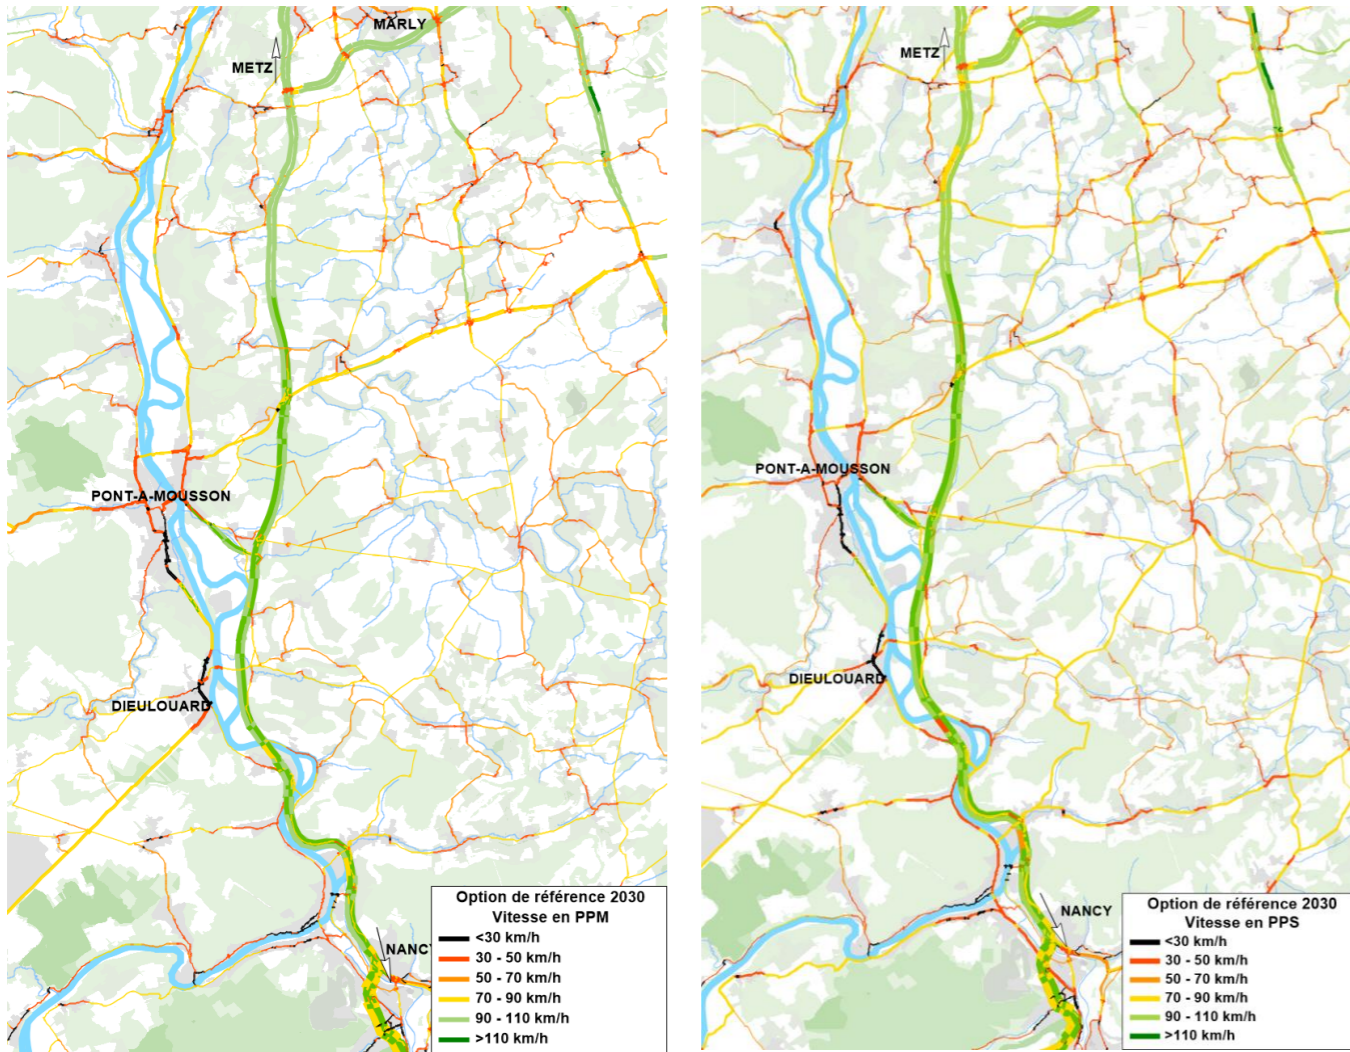 MARLY
METZ
PONT-A-MOUSSON
DIEULOUARD
NANCY
Option de référence 2030
Vitesse en PPM
<30 km/h
30 - 50 km/h
50 - 70 km/h
70 - 90 km/h
90 - 110 km/h
>110 km/h
METZ
PONT-A-MOUSSON
DIEULOUARD
NANCY
Option de référence 2030
Vitesse en PPS
<30 km/h
30 - 50 km/h
50 - 70 km/h
70 - 90 km/h
90 - 110 km/h
>110 km/h